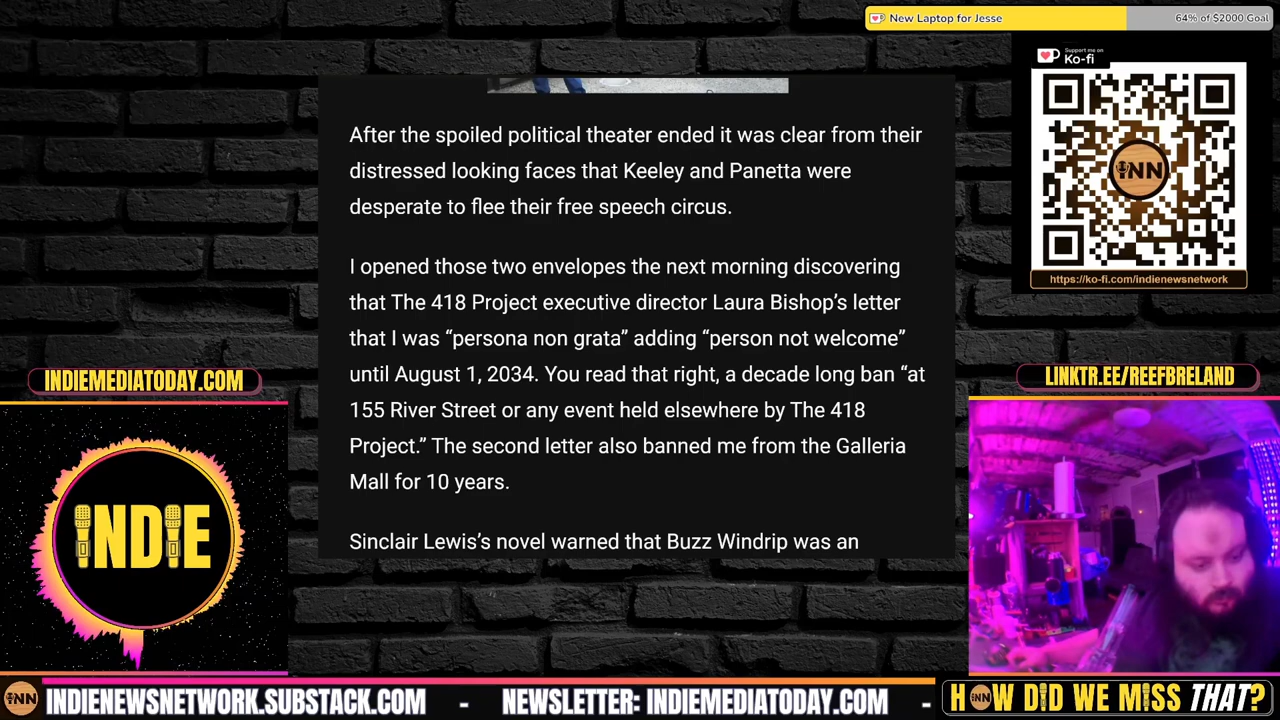 New Laptop for Jesse
64% of $2000 Goal
Support me on
Ko-fi
INN
https://ko-fi.com/indienewsnetwork
After the spoiled political theater ended it was clear from their
distressed looking faces that Keeley and Panetta were
desperate to flee their free speech circus.
I opened those two envelopes the next morning discovering
that The 418 Project executive director Laura Bishop’s letter
that I was “persona non grata” adding “person not welcome”
until August 1, 2034. You read that right, a decade long ban “at
155 River Street or any event held elsewhere by The 418
Project.” The second letter also banned me from the Galleria
Mall for 10 years.
Sinclair Lewis’s novel warned that Buzz Windrip was an
INDIEMEDIATODAY.COM
LINKTR.EE/REEFBRELAND
INDIE
INN
INDIENEWSNETWORK.SUBSTACK.COM - NEWSLETTER: INDIEMEDIATODAY.COM -
HOW DID WE MISS THAT?